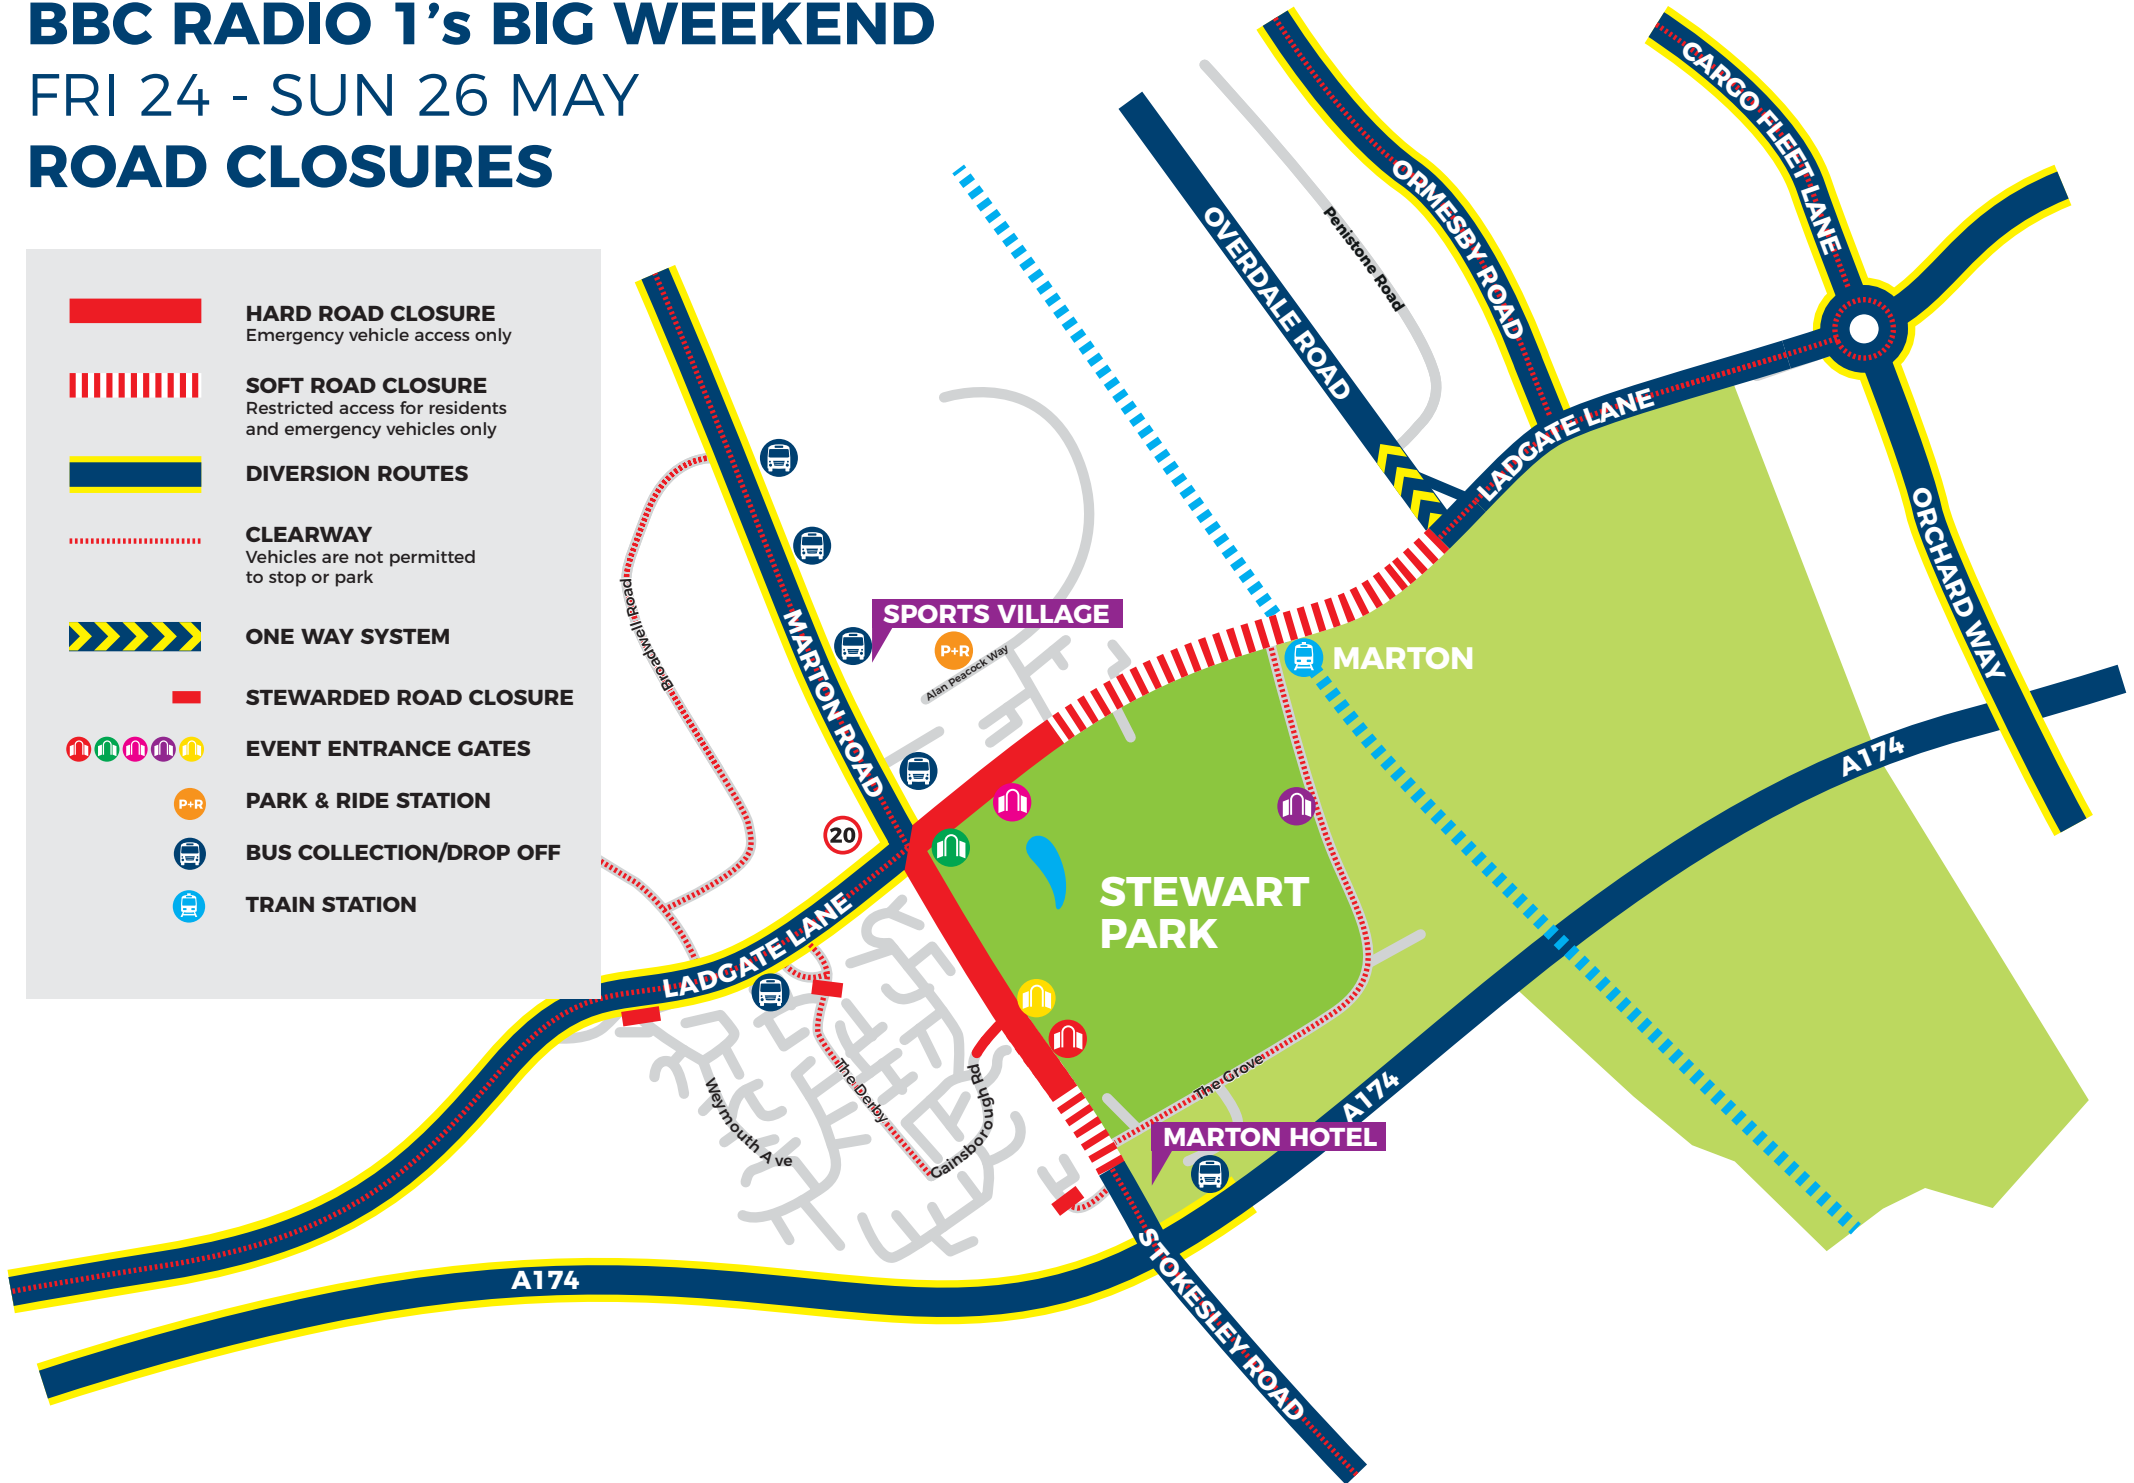 BBC RADIO 1's BIG WEEKEND
FRI 24 - SUN 26 MAY
ROAD CLOSURES
HARD ROAD CLOSURE
Emergency vehicle access only
SOFT ROAD CLOSURE
Restricted access for residents
and emergency vehicles only
DIVERSION ROUTES
CLEARWAY
Vehicles are not permitted
to stop or park
ONE WAY SYSTEM
STEWARDED ROAD CLOSURE
EVENT ENTRANCE GATES
P+R
PARK & RIDE STATION
BUS COLLECTION/DROP OFF
TRAIN STATION
CARGO FLEET LANE
ORMESBY ROAD
Penistone Road
OVERDALE ROAD
LADGATE LANE
ORCHARD WAY
Broadwell Road
MARTON ROAD
SPORTS VILLAGE
P+R
Alan Peacock Way
MARTON
A174
20
STEWART
PARK
LADGATE LANE
The Grove
A174
MARTON HOTEL
Weymouth Ave
The Derby
Gainsborough Rd
STOKESLEY ROAD
A174